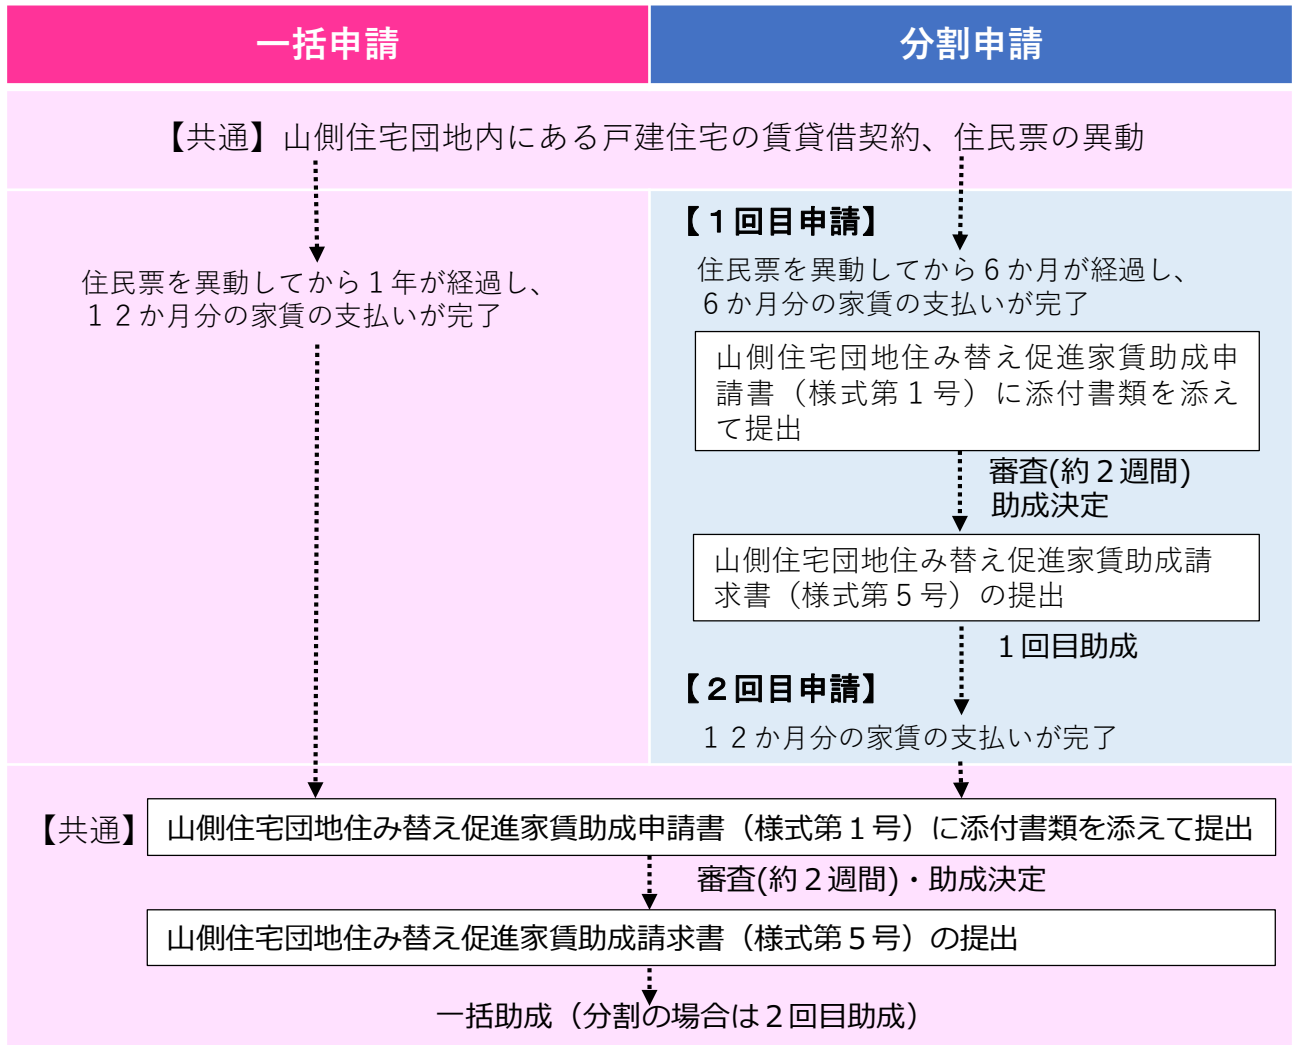 一括申請
分割申請
【共通】山側住宅団地内にある戸建住宅の賃貸借契約、住民票の異動
住民票を異動してから１年が経過し、
１２か月分の家賃の支払いが完了
【１回目申請】
住民票を異動してから６か月が経過し、
６か月分の家賃の支払いが完了
山側住宅団地住み替え促進家賃助成申
請書（様式第１号）に添付書類を添え
て提出
審査(約２週間)
助成決定
山側住宅団地住み替え促進家賃助成請
求書（様式第５号）の提出
１回目助成
【２回目申請】
１２か月分の家賃の支払いが完了
【共通】
山側住宅団地住み替え促進家賃助成申請書（様式第１号）に添付書類を添えて提出
審査(約２週間)・助成決定
山側住宅団地住み替え促進家賃助成請求書（様式第５号）の提出
一括助成（分割の場合は２回目助成）